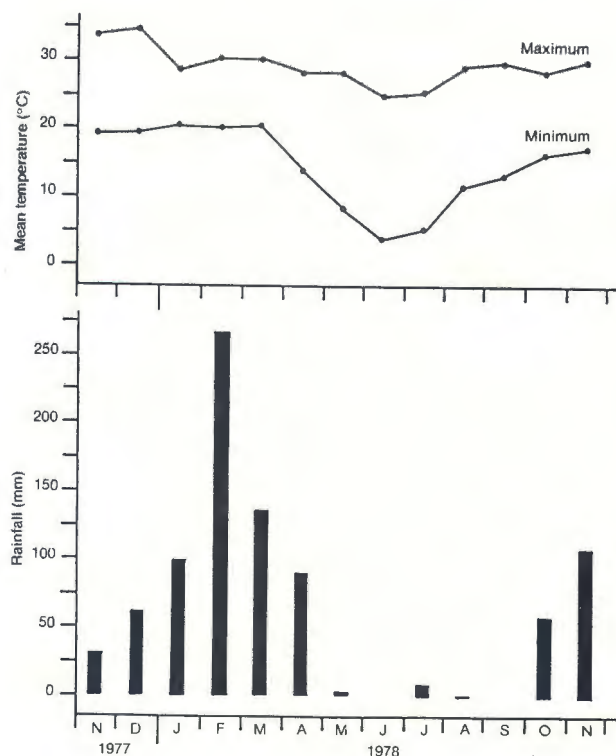 Mean temperature (°C)
30
20
10
0
Maximum
Minimum
Rainfall (mm)
250
200
150
100
50
0
N D J F M A M J J A S O N
1977 1978